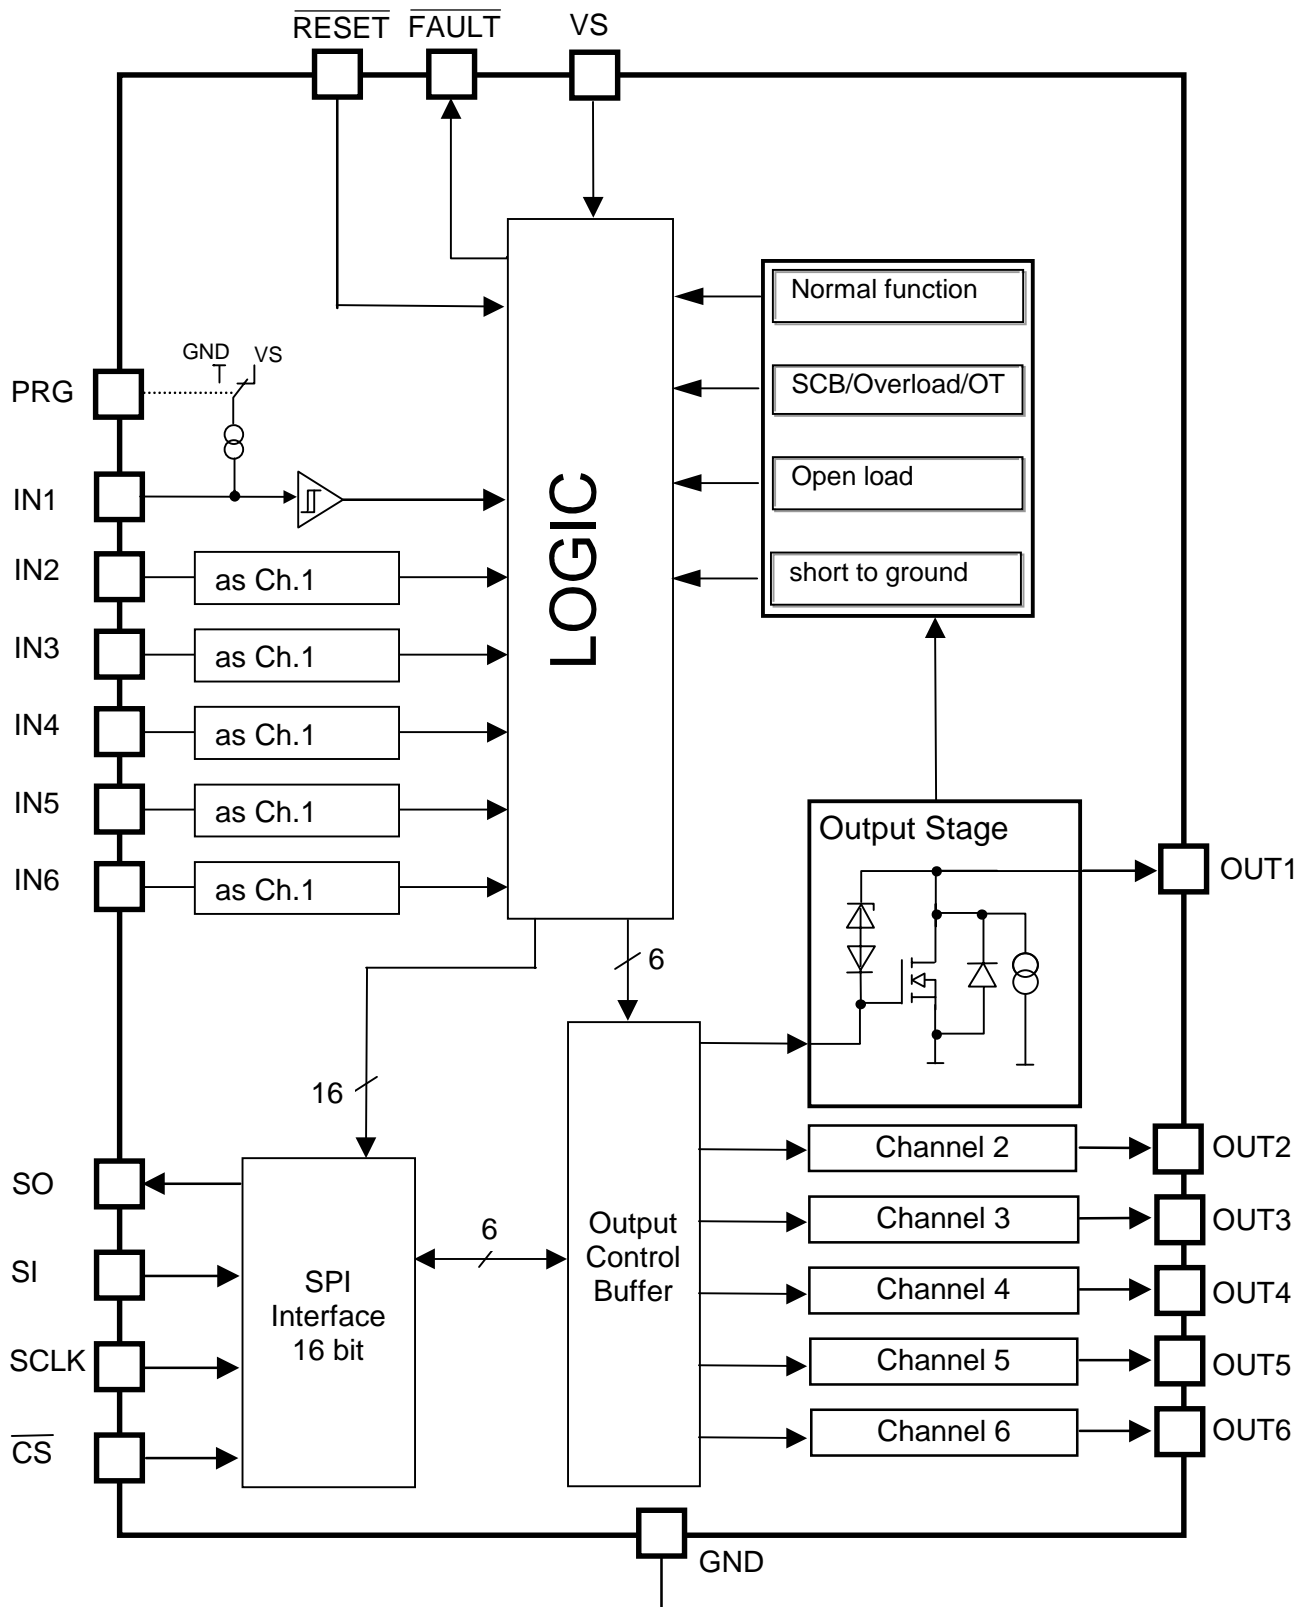 RESET FAULT VS
GND VS
PRG
IN1
IN2
IN3
IN4
IN5
IN6
as Ch.1
as Ch.1
as Ch.1
as Ch.1
as Ch.1
LOGIC
Normal function
SCB/Overload/OT
Open load
short to ground
Output Stage
OUT1
6
16
SO
SI
SCLK
CS
SPI
Interface
16 bit
6
Output
Control
Buffer
Channel 2
Channel 3
Channel 4
Channel 5
Channel 6
OUT2
OUT3
OUT4
OUT5
OUT6
GND